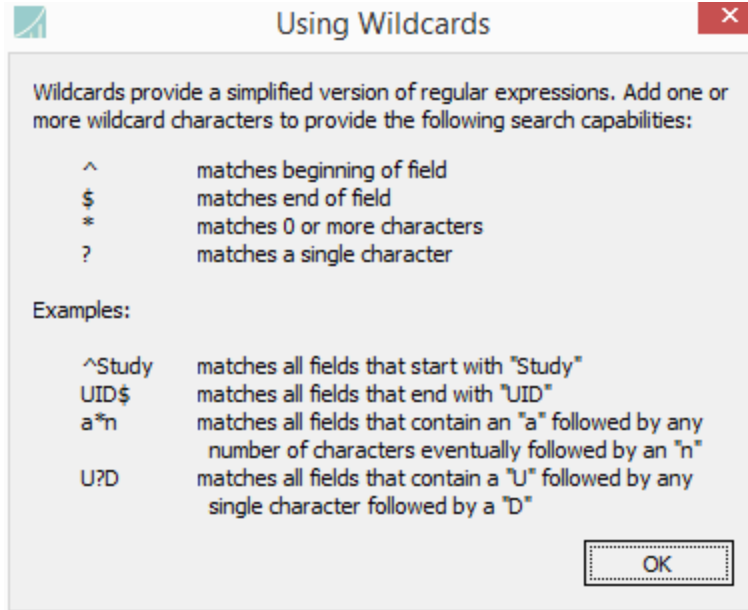 Using Wildcards
Wildcards provide a simplified version of regular expressions. Add one or
more wildcard characters to provide the following search capabilities:
^ matches beginning of field
$ matches end of field
* matches 0 or more characters
? matches a single character
Examples:
^Study matches all fields that start with "Study"
UID$ matches all fields that end with "UID"
a*n matches all fields that contain an "a" followed by any
number of characters eventually followed by an "n"
U?D matches all fields that contain a "U" followed by any
single character followed by a "D"
OK